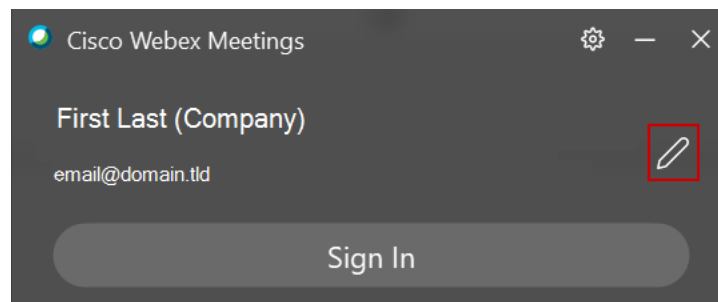 Cisco Webex Meetings
First Last (Company)
email@domain.tld
Sign In